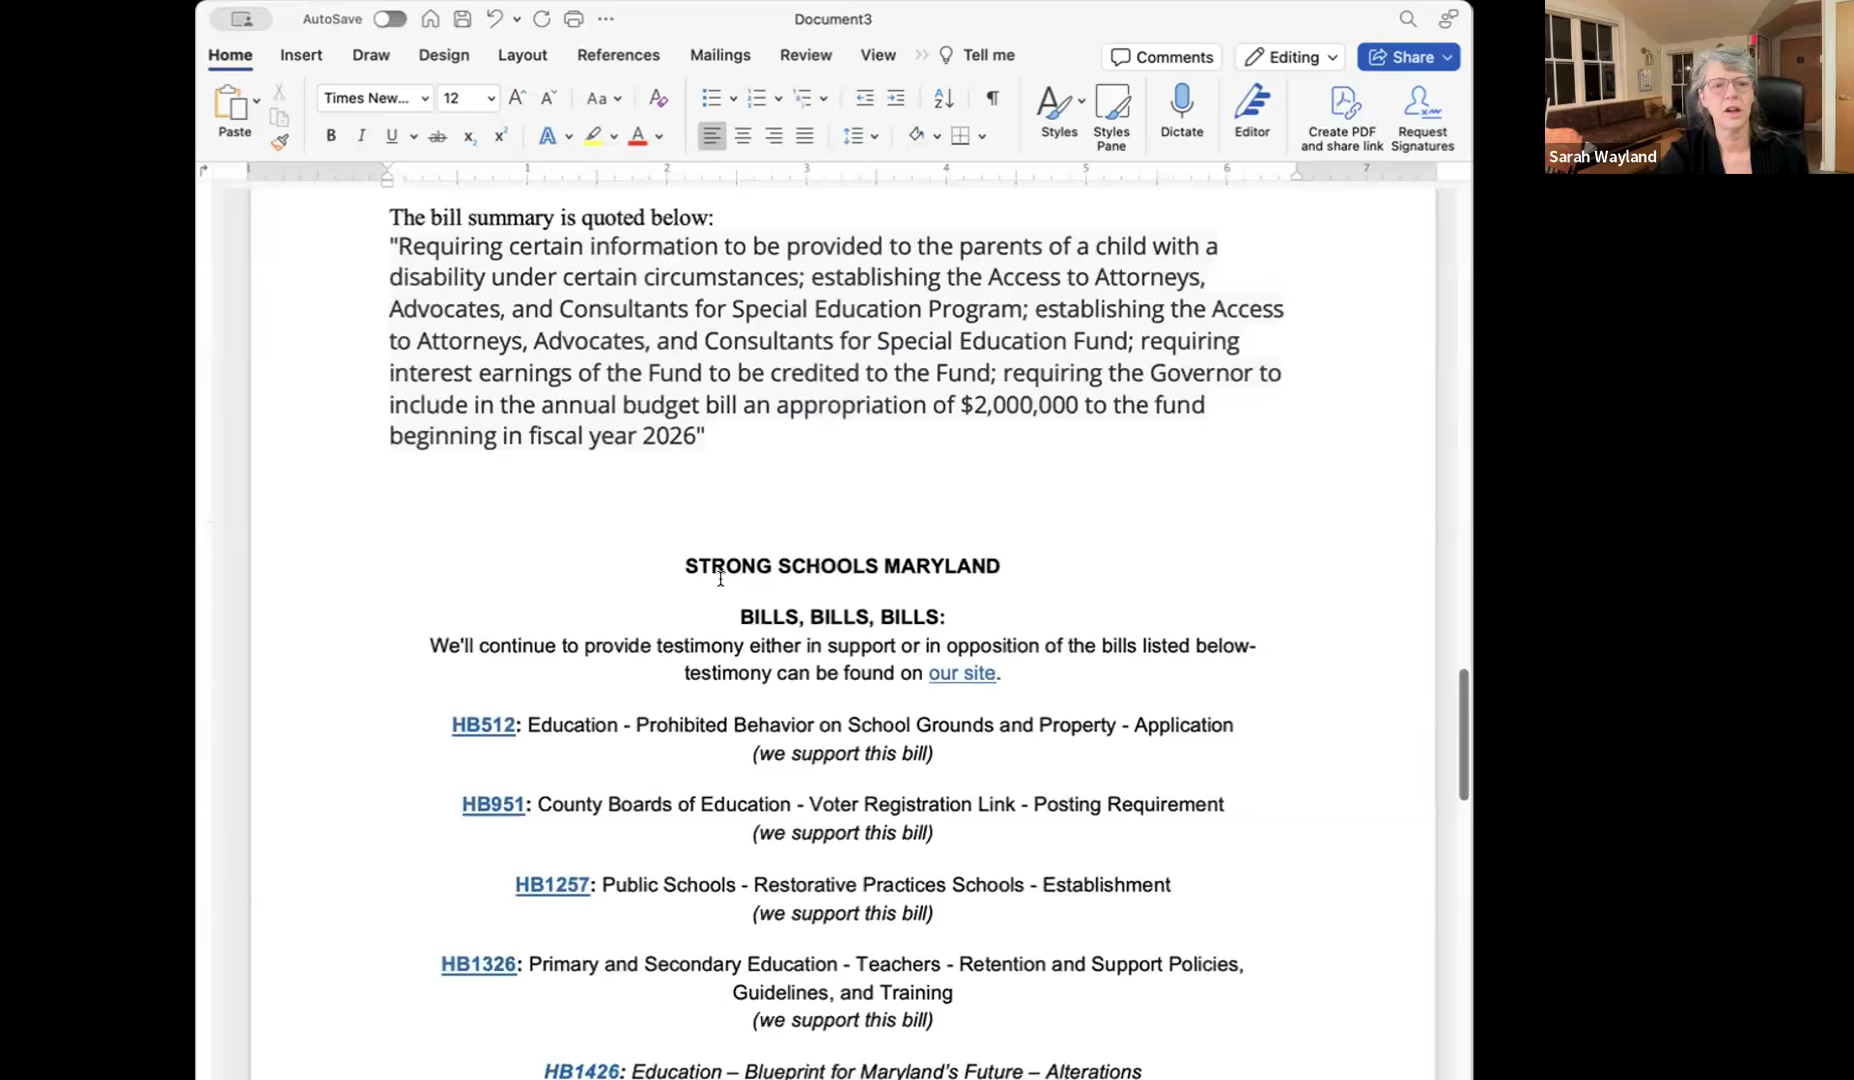 AutoSave
Document3
Home Insert Draw Design Layout References Mailings Review View Tell me Comments Editing Share
Paste
Times New... 12
Aa
Styles
Styles Pane
Dictate
Editor
Create PDF and share link
Request Signatures
1 1 2 3 4 5 6 7
The bill summary is quoted below:
"Requiring certain information to be provided to the parents of a child with a
disability under certain circumstances; establishing the Access to Attorneys,
Advocates, and Consultants for Special Education Program; establishing the Access
to Attorneys, Advocates, and Consultants for Special Education Fund; requiring
interest earnings of the Fund to be credited to the Fund; requiring the Governor to
include in the annual budget bill an appropriation of $2,000,000 to the fund
beginning in fiscal year 2026"
STRONG SCHOOLS MARYLAND
BILLS, BILLS, BILLS:
We'll continue to provide testimony either in support or in opposition of the bills listed below-
testimony can be found on our site.
HB512: Education - Prohibited Behavior on School Grounds and Property - Application
(we support this bill)
HB951: County Boards of Education - Voter Registration Link - Posting Requirement
(we support this bill)
HB1257: Public Schools - Restorative Practices Schools - Establishment
(we support this bill)
HB1326: Primary and Secondary Education - Teachers - Retention and Support Policies,
Guidelines, and Training
(we support this bill)
HB1426: Education – Blueprint for Maryland's Future – Alterations
Sarah Wayland